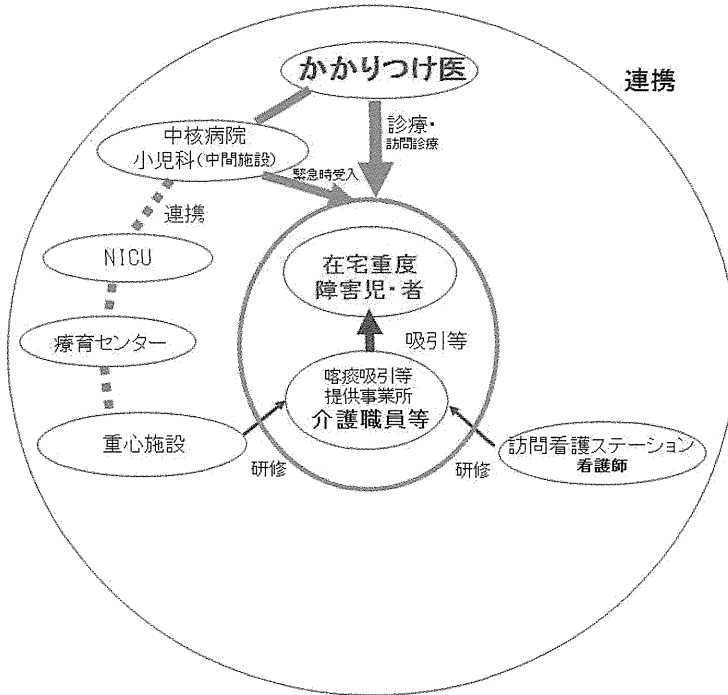 かかりつけ医
連携
診療・
訪問診療
中核病院
小児科(中間施設)
緊急時受入
連携
NICU
在宅重度
障害児・者
療育センター
吸引等
喀痰吸引等
提供事業所
介護職員等
重心施設
研修
研修
訪問看護ステーション
看護師